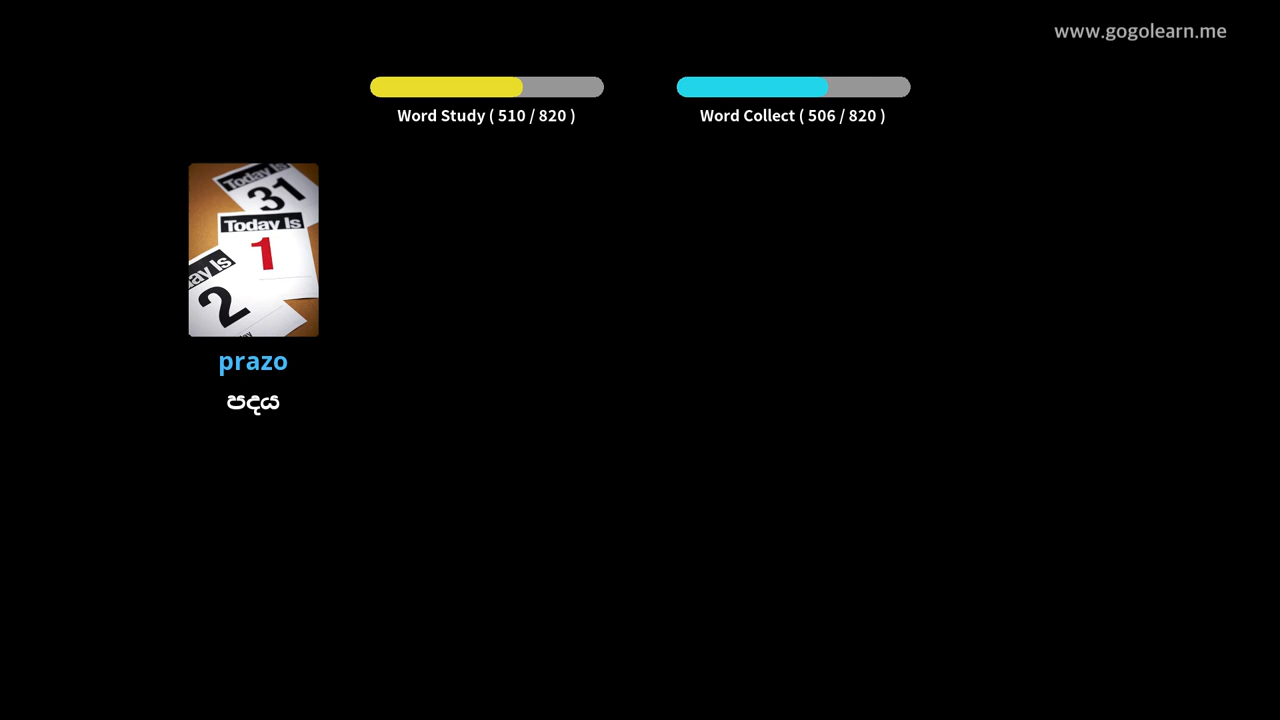 www.gogolearn.me
Word Study ( 510 / 820 )
Word Collect ( 506 / 820 )
Today Is
31
Today Is
1
ay Is
2
prazo
පදය